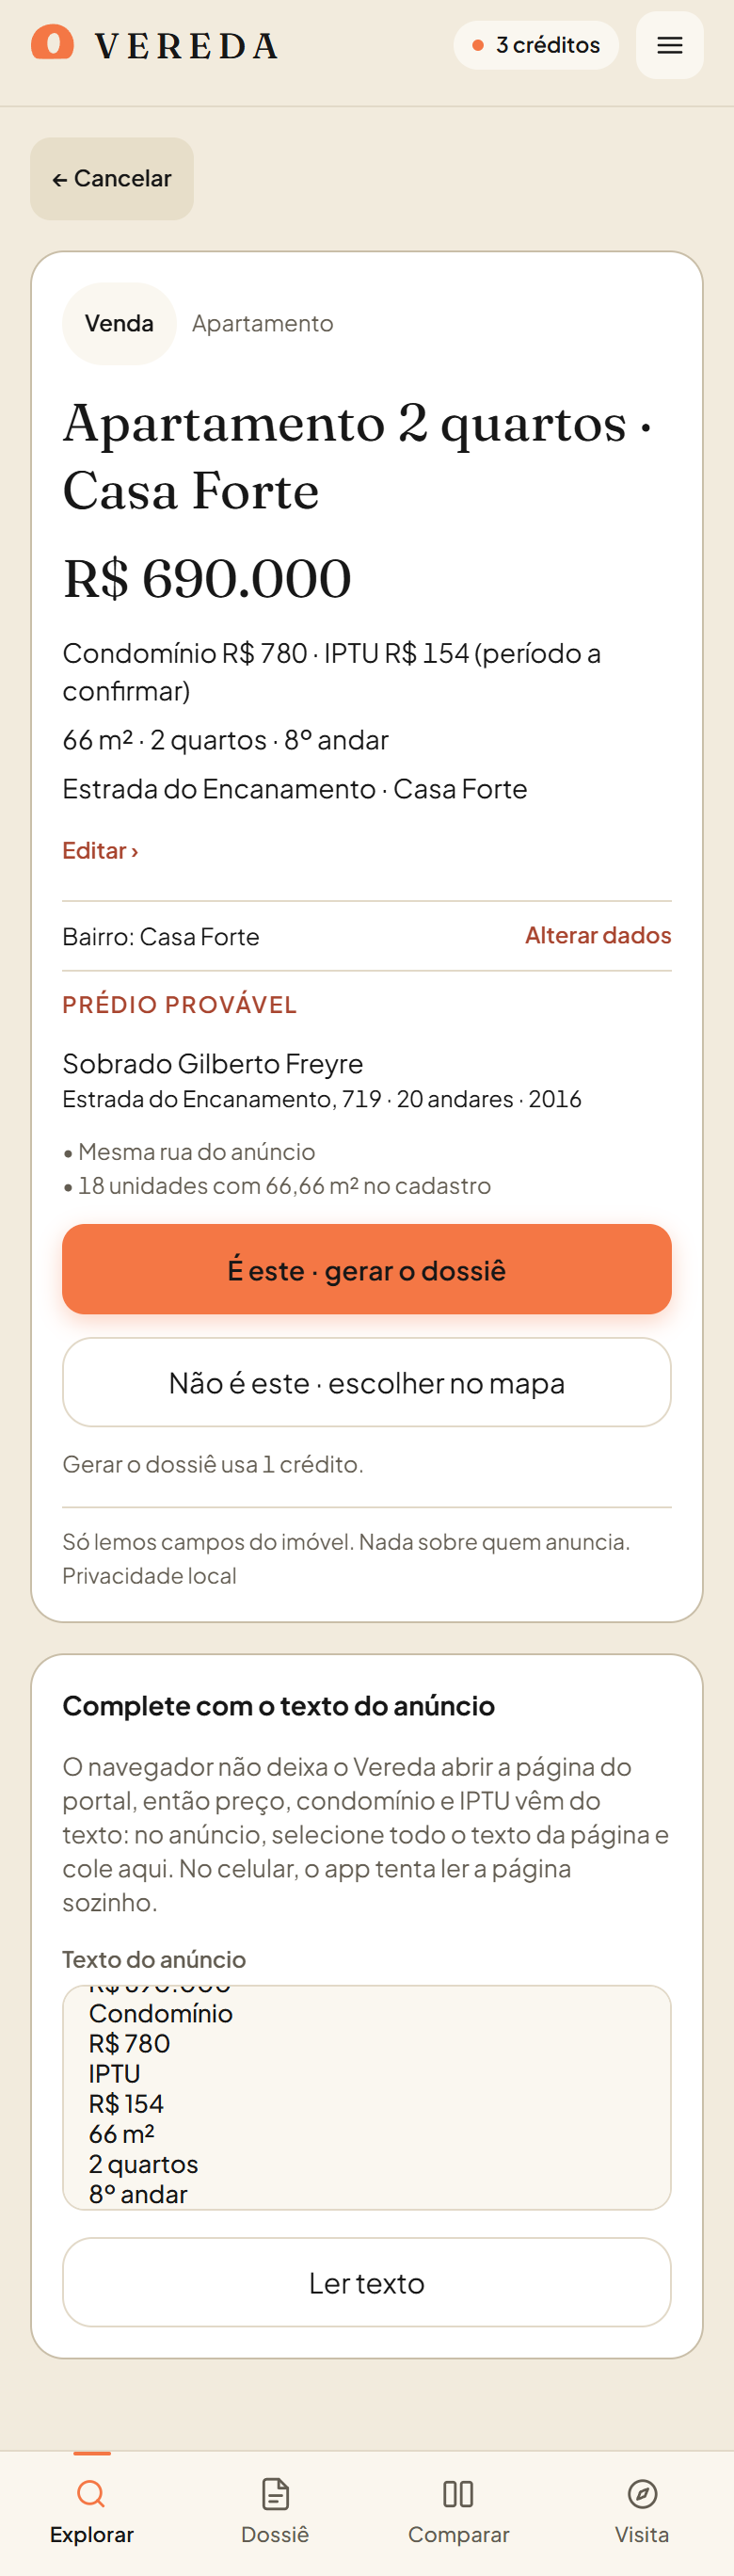 VEREDA
3 créditos
← Cancelar
Venda
Apartamento
Apartamento 2 quartos ·
Casa Forte
R$ 690.000
Condomínio R$ 780 · IPTU R$ 154 (período a
confirmar)
66 m² · 2 quartos · 8º andar
Estrada do Encanamento · Casa Forte
Editar ›
Bairro: Casa Forte
Alterar dados
PRÉDIO PROVÁVEL
Sobrado Gilberto Freyre
Estrada do Encanamento, 719 · 20 andares · 2016
• Mesma rua do anúncio
• 18 unidades com 66,66 m² no cadastro
É este · gerar o dossiê
Não é este · escolher no mapa
Gerar o dossiê usa 1 crédito.
Só lemos campos do imóvel. Nada sobre quem anuncia.
Privacidade local
Complete com o texto do anúncio
O navegador não deixa o Vereda abrir a página do
portal, então preço, condomínio e IPTU vêm do
texto: no anúncio, selecione todo o texto da página e
cole aqui. No celular, o app tenta ler a página
sozinho.
Texto do anúncio
R$ 690.000
Condomínio
R$ 780
IPTU
R$ 154
66 m²
2 quartos
8º andar
Ler texto
Explorar
Dossiê
Comparar
Visita